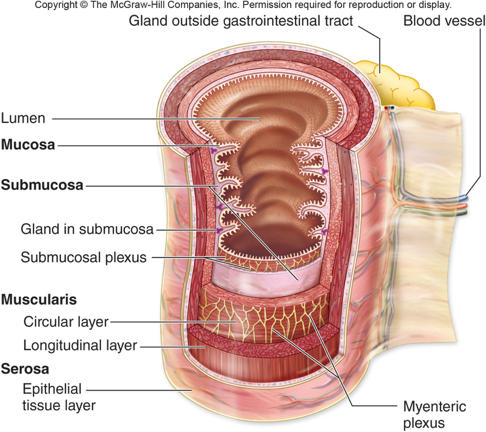 Copyright © The McGraw-Hill Companies, Inc. Permission required for reproduction or display.
Gland outside gastrointestinal tract
Blood vessel
Lumen
Mucosa
Submucosa
Gland in submucosa
Submucosal plexus
Muscularis
Circular layer
Longitudinal layer
Serosa
Epithelial
tissue layer
Myenteric
plexus